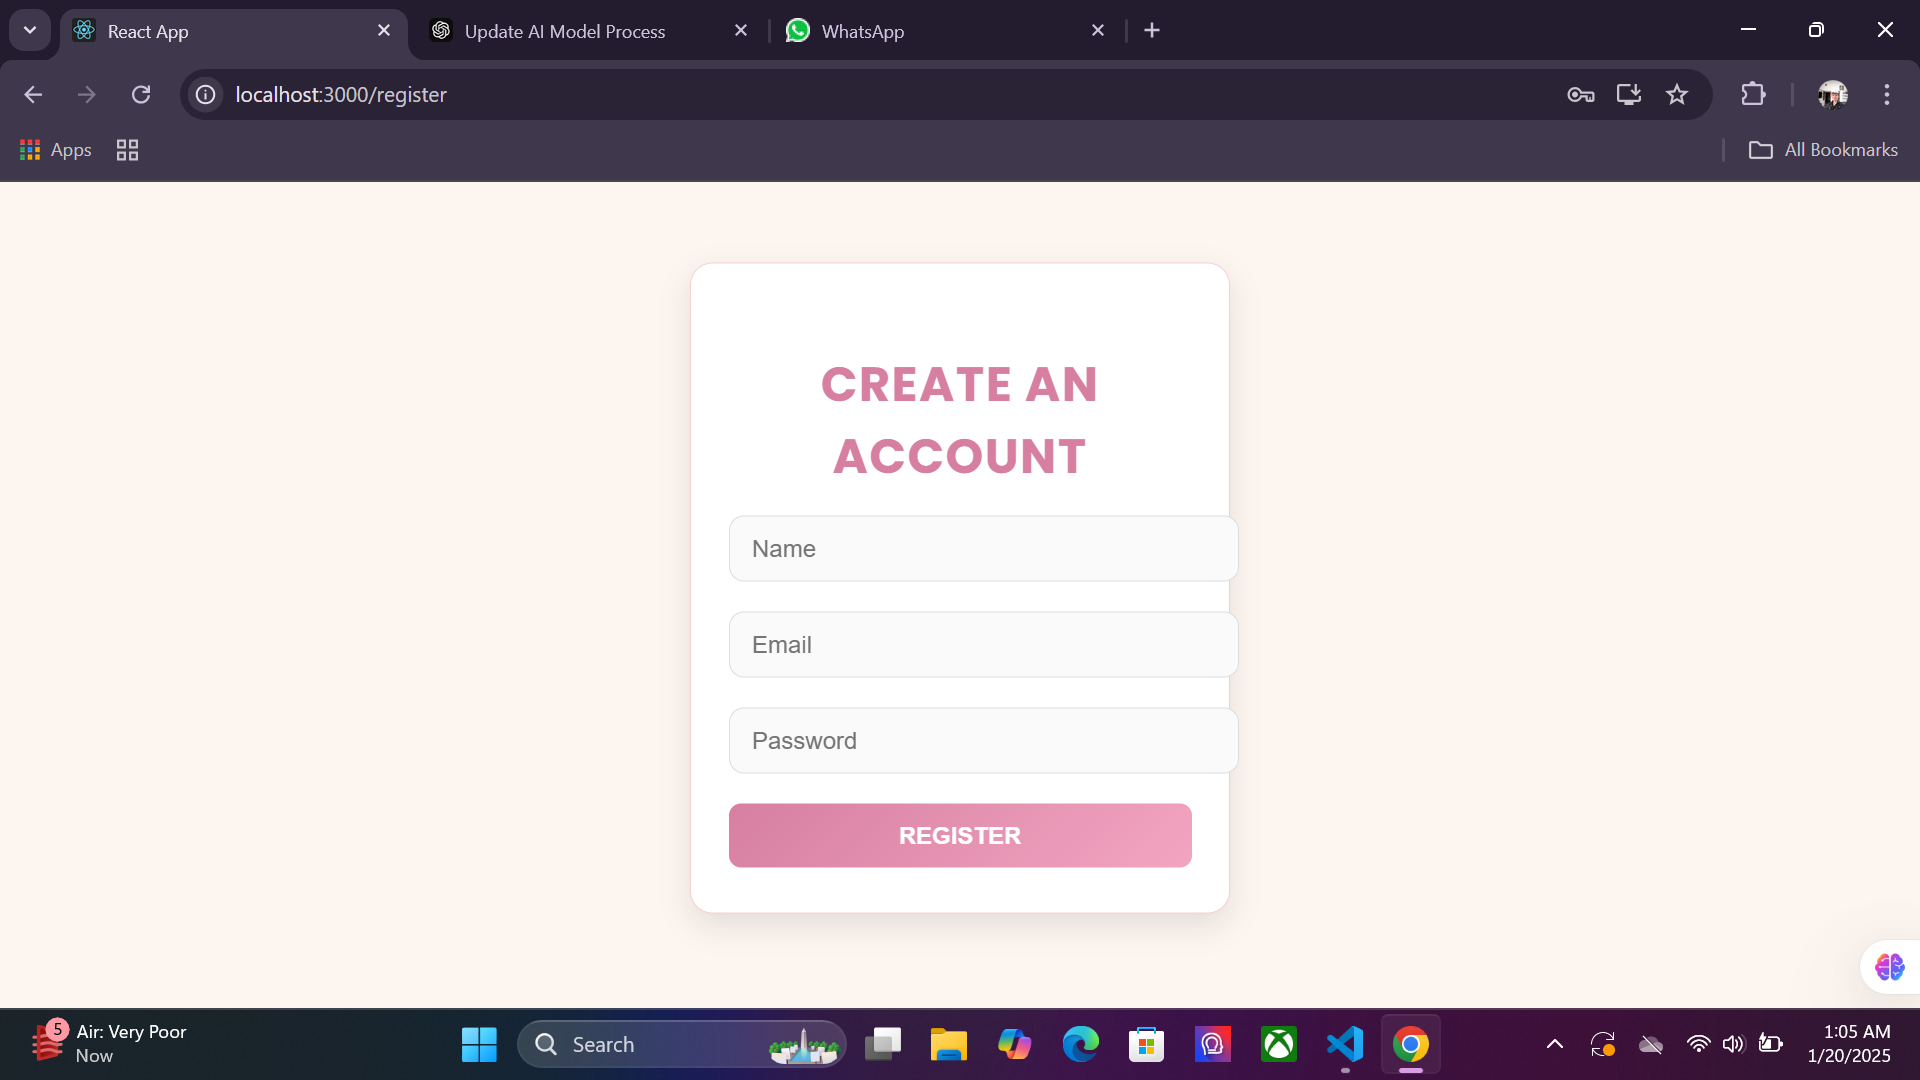 React App
Update AI Model Process
WhatsApp
localhost:3000/register
Apps
All Bookmarks
CREATE AN
ACCOUNT
Name
Email
Password
REGISTER
5
Air: Very Poor
Now
Search
1:05 AM
1/20/2025